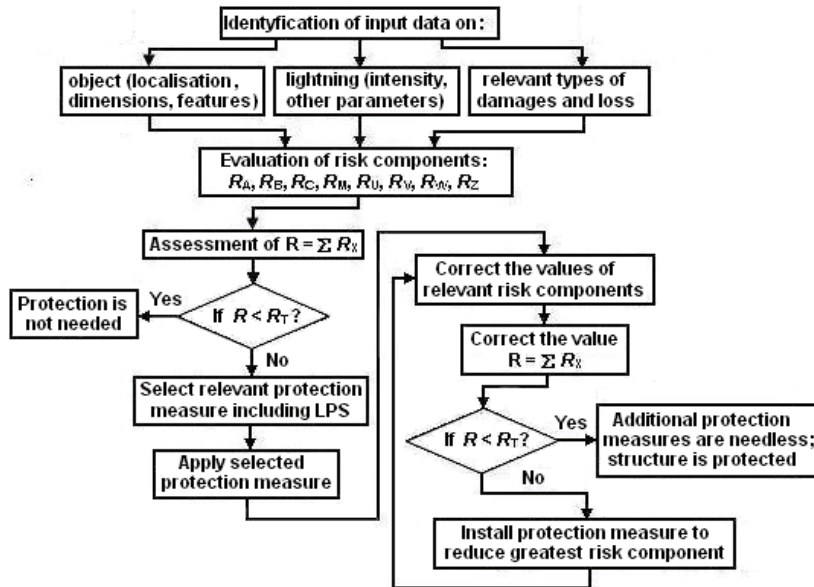 Identyfication of input data on :
object (localisation ,
dimensions, features)
lightning (intensity,
other parameters)
relevant types of
damages and loss
Evaluation of risk components :
RA, RB, RC, RM, RU, RV, RW, RZ
Assessment of R = Σ RX
If R < RT ?
Yes
Protection is
not needed
No
Select relevant protection
measure including LPS
Apply selected
protection measure
Correct the values of
relevant risk components
Correct the value
R = Σ RX
If R < RT ?
Yes
Additional protection
measures are needless;
structure is protected
No
Install protection measure to
reduce greatest risk component